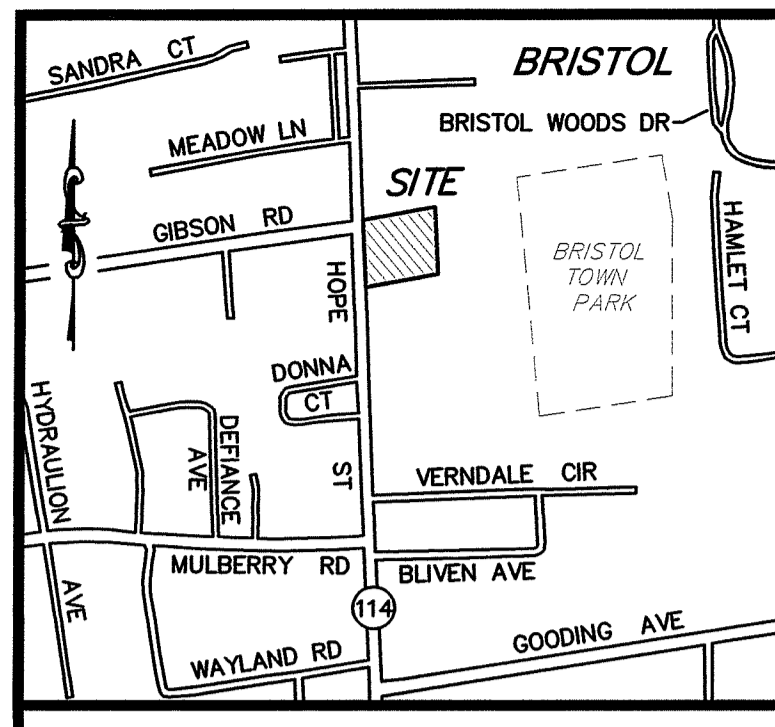 SANDRA CT
BRISTOL
BRISTOL WOODS DR
MEADOW LN
SITE
GIBSON RD
HOPE ST
BRISTOL
TOWN
PARK
HAMLET CT
DONNA
CT
HYDRAULION AVE
DEFIANCE AVE
VERNDALE CIR
MULBERRY RD
BLIVEN AVE
114
WAYLAND RD
GOODING AVE